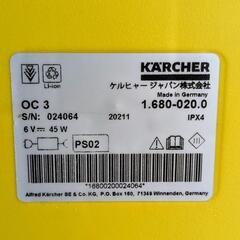 Li-ion
KÄRCHER
ケルヒャー ジャパン株式会社
Made in Germany
OC 3
1.680-020.0
S/N: 024064
20211
IPX4
6 V ⎓ 45 W
PS02
*16800200024064*
Alfred Kärcher SE & Co. KG, P.O. Box 160, 71349 Winnenden, Germany